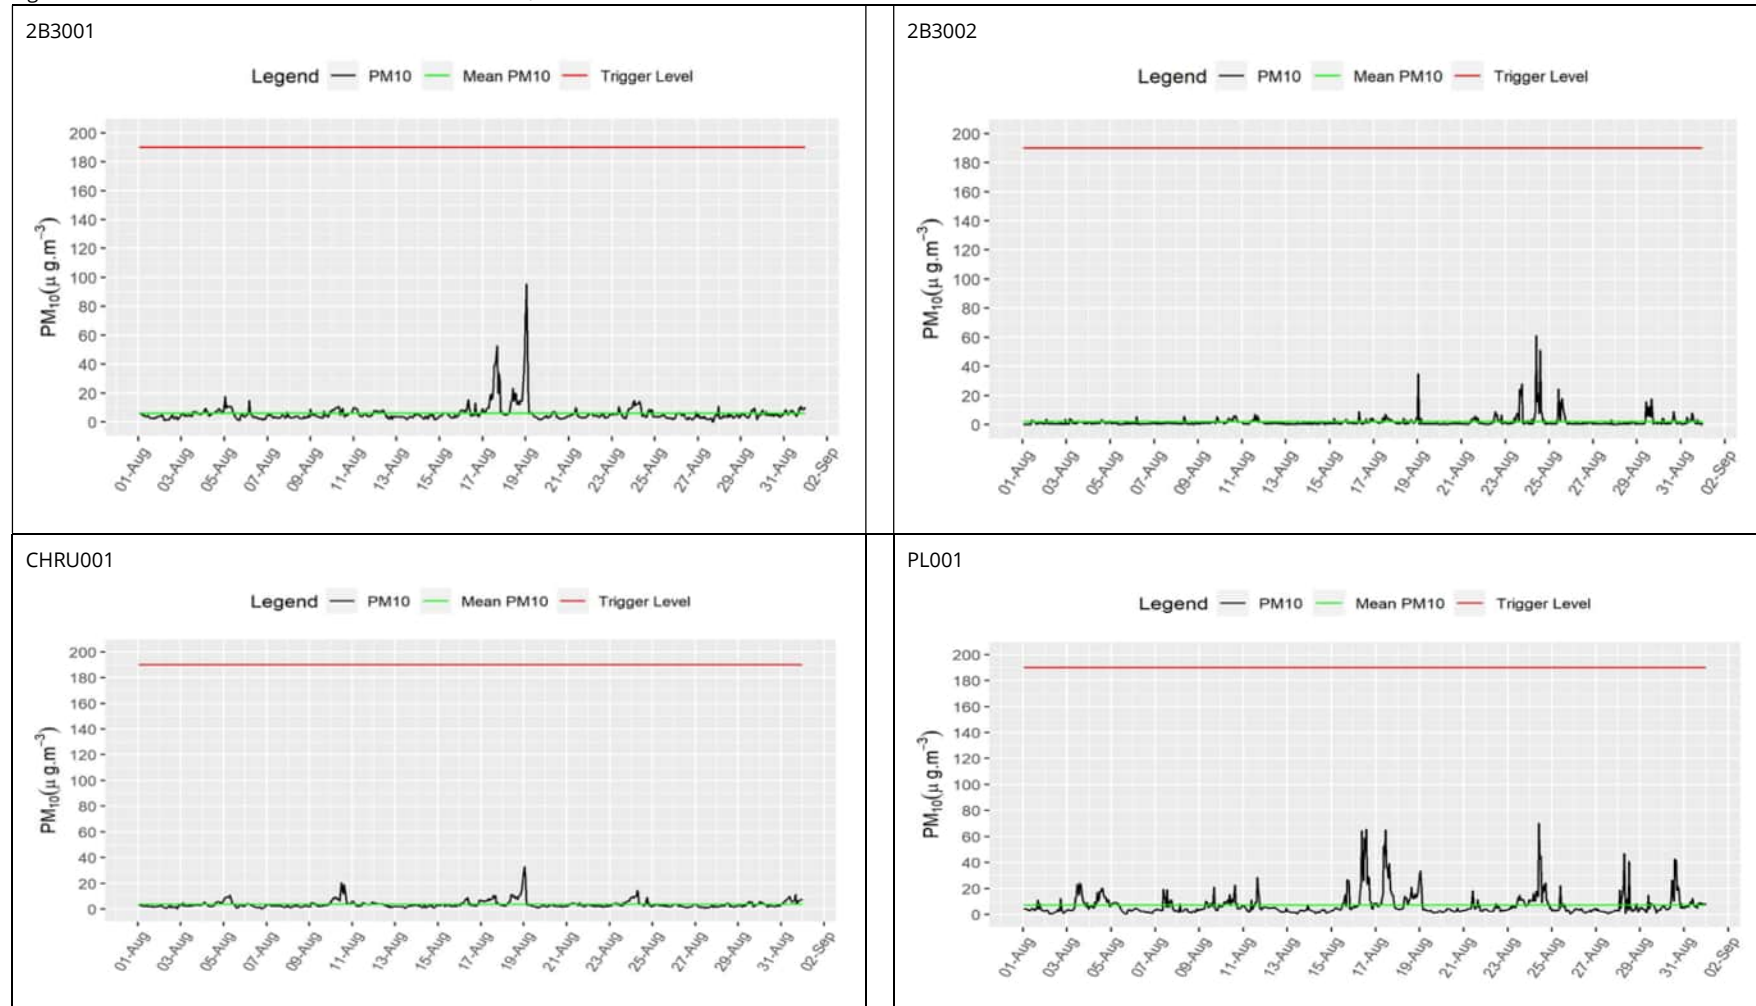 2B3001
Legend PM10 Mean PM10 Trigger Level
200
180
160
140
120
100
80
60
40
20
0
PM10(μ g.m−3)
01-Aug 03-Aug 05-Aug 07-Aug 09-Aug 11-Aug 13-Aug 15-Aug 17-Aug 19-Aug 21-Aug 23-Aug 25-Aug 27-Aug 29-Aug 31-Aug 02-Sep
2B3002
Legend PM10 Mean PM10 Trigger Level
200
180
160
140
120
100
80
60
40
20
0
PM10(μ g.m−3)
01-Aug 03-Aug 05-Aug 07-Aug 09-Aug 11-Aug 13-Aug 15-Aug 17-Aug 19-Aug 21-Aug 23-Aug 25-Aug 27-Aug 29-Aug 31-Aug 02-Sep
CHRU001
Legend PM10 Mean PM10 Trigger Level
200
180
160
140
120
100
80
60
40
20
0
PM10(μ g.m−3)
01-Aug 03-Aug 05-Aug 07-Aug 09-Aug 11-Aug 13-Aug 15-Aug 17-Aug 19-Aug 21-Aug 23-Aug 25-Aug 27-Aug 29-Aug 31-Aug 02-Sep
PL001
Legend PM10 Mean PM10 Trigger Level
200
180
160
140
120
100
80
60
40
20
0
PM10(μ g.m−3)
01-Aug 03-Aug 05-Aug 07-Aug 09-Aug 11-Aug 13-Aug 15-Aug 17-Aug 19-Aug 21-Aug 23-Aug 25-Aug 27-Aug 29-Aug 31-Aug 02-Sep